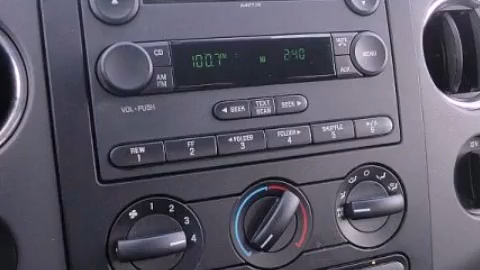 CD
AM
FM
100.7
2:40
MUTE
MENU
AUX
VOL•PUSH
SEEK
TEXT
SCAN
SEEK
REW
1
FF
2
FOLDER
3
FOLDER
4
SHUFFLE
5
6
1
2
3
4